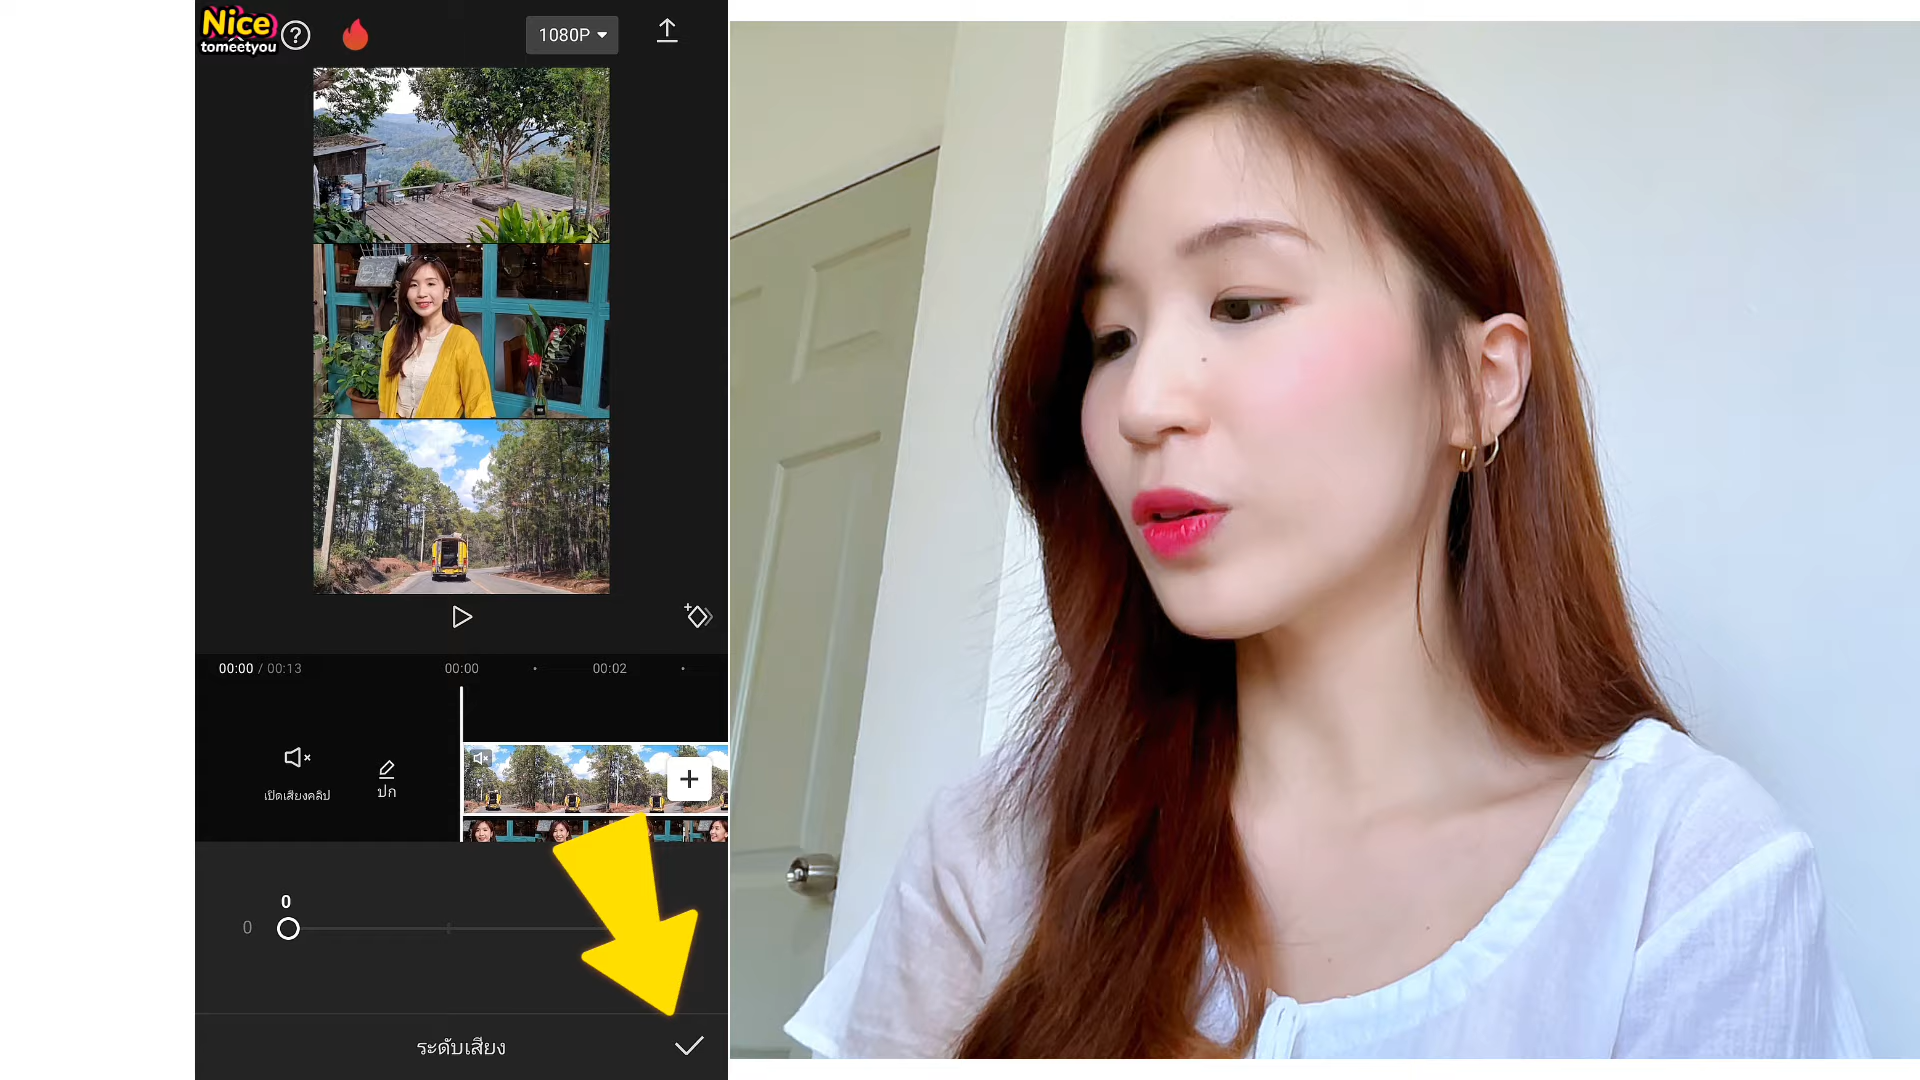 Nice
tomeetyou
?
1080P
00:00 / 00:13
00:00
00:02
เปิดเสียงคลิป
ปก
0
0
ระดับเสียง